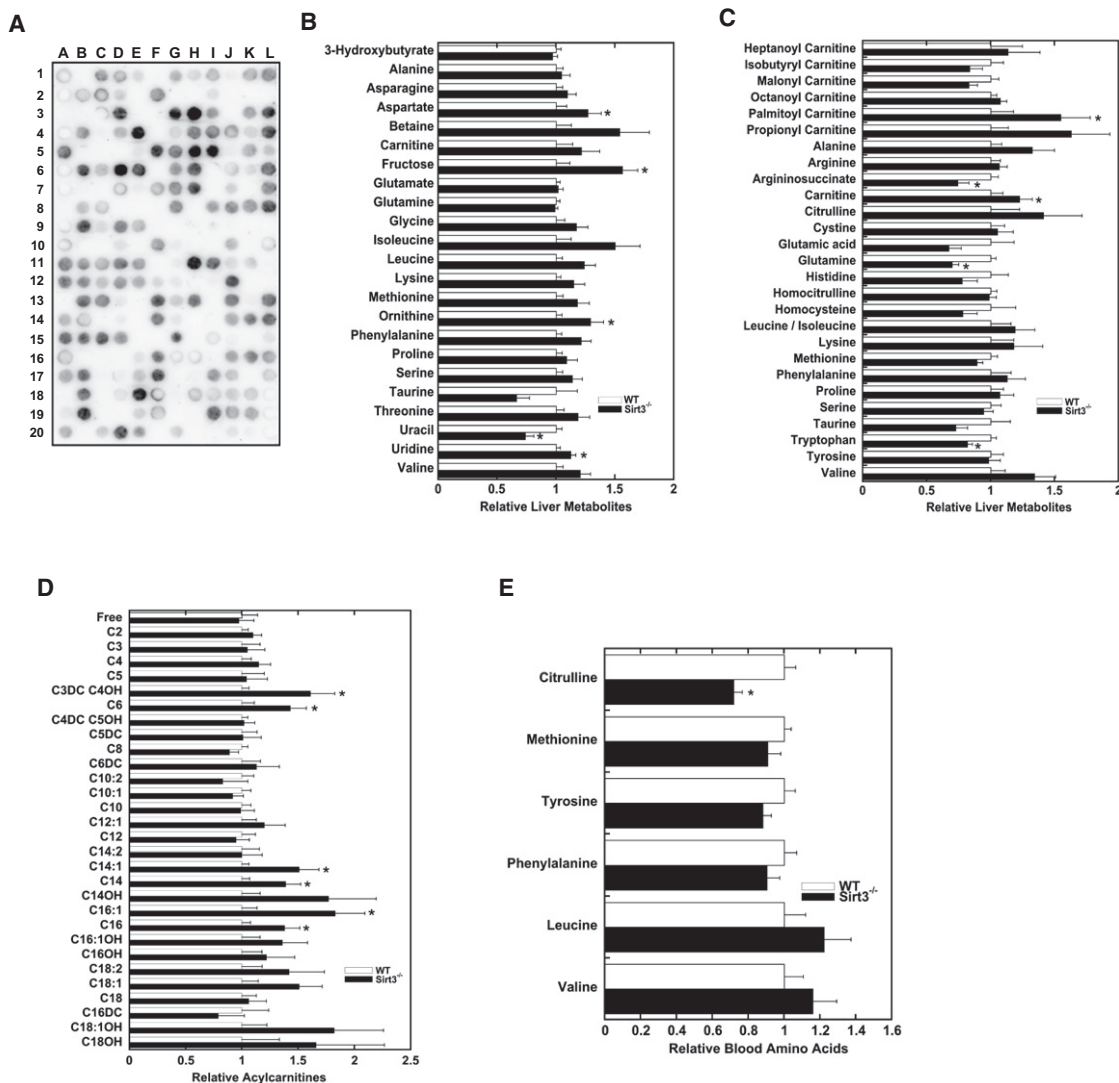 A
A B C D E F G H I J K L
1
2
3
4
5
6
7
8
9
10
11
12
13
14
15
16
17
18
19
20
B
3-Hydroxybutyrate
Alanine
Asparagine
Aspartate
*
Betaine
Carnitine
Fructose
*
Glutamate
Glutamine
Glycine
Isoleucine
Leucine
Lysine
Methionine
Ornithine
*
Phenylalanine
Proline
Serine
Taurine
Threonine
Uracil
*
Uridine
*
Valine
WT
Sirt3-/-
0 0.5 1 1.5 2
Relative Liver Metabolites
C
Heptanoyl Carnitine
Isobutyryl Carnitine
Malonyl Carnitine
Octanoyl Carnitine
Palmitoyl Carnitine
*
Propionyl Carnitine
Alanine
Arginine
Argininosuccinate
*
Carnitine
*
Citrulline
Cystine
Glutamic acid
Glutamine
*
Histidine
Homocitrulline
Homocysteine
Leucine / Isoleucine
Lysine
Methionine
Phenylalanine
Proline
Serine
Taurine
Tryptophan
*
Tyrosine
Valine
WT
Sirt3-/-
0 0.5 1 1.5 2
Relative Liver Metabolites
D
Free
C2
C3
C4
C5
C3DC C4OH
*
C6
*
C4DC C5OH
C5DC
C8
C6DC
C10:2
C10:1
C10
C12:1
C12
C14:2
C14:1
*
C14
*
C14OH
C16:1
*
C16
*
C16:1OH
C16OH
C18:2
C18:1
C18
C16DC
C18:1OH
C18OH
WT
Sirt3-/-
0 0.5 1 1.5 2 2.5
Relative Acylcarnitines
E
Citrulline
*
Methionine
Tyrosine
Phenylalanine
Leucine
Valine
WT
Sirt3-/-
0 0.2 0.4 0.6 0.8 1 1.2 1.4 1.6
Relative Blood Amino Acids